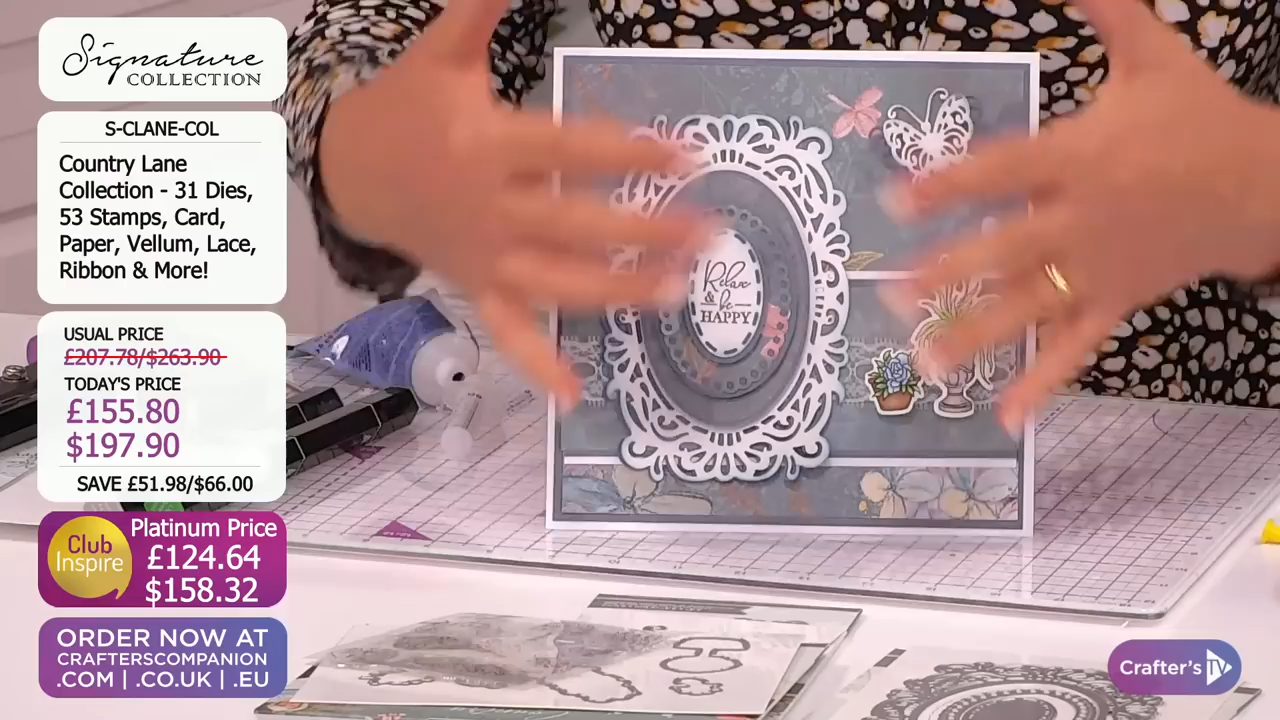 Signature
COLLECTION
S-CLANE-COL
Country Lane
Collection - 31 Dies,
53 Stamps, Card,
Paper, Vellum, Lace,
Ribbon & More!
USUAL PRICE
£207.78/$263.90
TODAY'S PRICE
£155.80
$197.90
SAVE £51.98/$66.00
Club
Inspire
Platinum Price
£124.64
$158.32
ORDER NOW AT
CRAFTERSCOMPANION
.COM | .CO.UK | .EU
Relax
& be
HAPPY
Crafter's TV